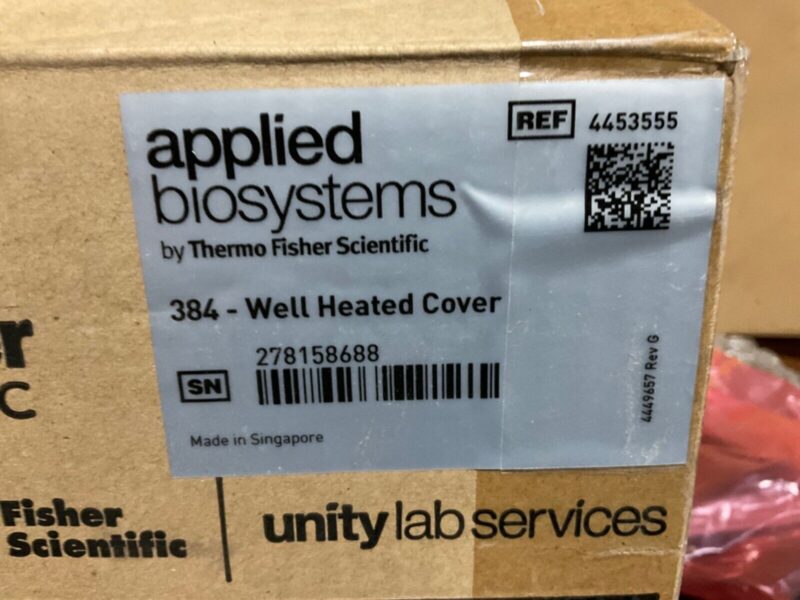 applied
biosystems
by Thermo Fisher Scientific
REF 4453555
384 - Well Heated Cover
278158688
SN
Made in Singapore
4449657 Rev G
r
C
Fisher
Scientific
unity lab services